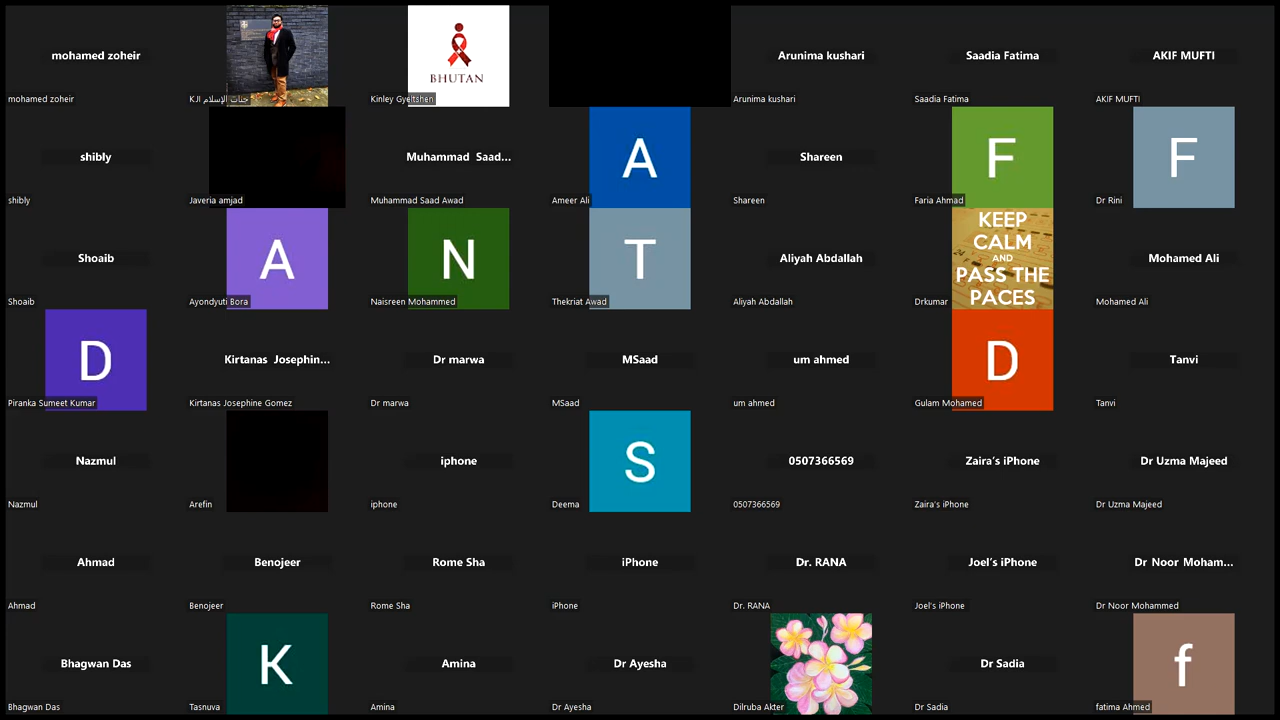 mohamed zoheir
mohamed zoheir
K.JI جنات الإسلام
BHUTAN
Kinley Gyeltshen
Arunima kushari
Arunima kushari
Saadia Fatima
Saadia Fatima
AKIF MUFTI
AKIF MUFTI
shibly
shibly
Javeria amjad
Muhammad Saad...
Muhammad Saad Awad
A
Ameer Ali
Shareen
Shareen
F
Faria Ahmad
F
Dr Rini
Shoaib
Shoaib
A
Ayondyuti Bora
N
Naisreen Mohammed
T
Thekriat Awad
Aliyah Abdallah
Aliyah Abdallah
KEEP
CALM
AND
PASS THE
PACES
Drkumar
Mohamed Ali
Mohamed Ali
D
Piranka Sumeet Kumar
Kirtanas Josephin...
Kirtanas Josephine Gomez
Dr marwa
Dr marwa
MSaad
MSaad
um ahmed
um ahmed
D
Gulam Mohamed
Tanvi
Tanvi
Nazmul
Nazmul
Arefin
iphone
iphone
S
Deema
0507366569
0507366569
Zaira's iPhone
Zaira's iPhone
Dr Uzma Majeed
Dr Uzma Majeed
Ahmad
Ahmad
Benojeer
Benojeer
Rome Sha
Rome Sha
iPhone
iPhone
Dr. RANA
Dr. RANA
Joel's iPhone
Joel's iPhone
Dr Noor Moham...
Dr Noor Mohammed
Bhagwan Das
Bhagwan Das
K
Tasnuva
Amina
Amina
Dr Ayesha
Dr Ayesha
Dilruba Akter
Dr Sadia
Dr Sadia
f
fatima Ahmed